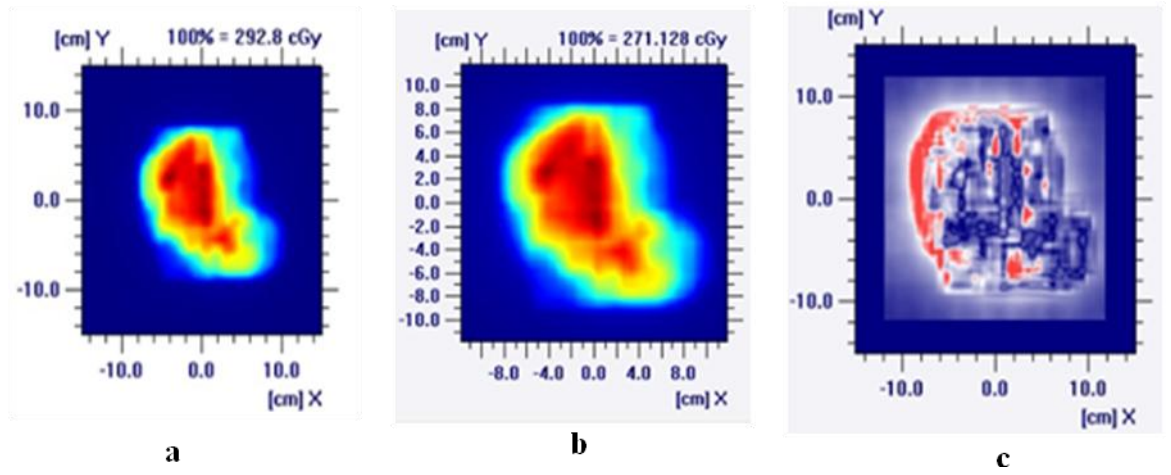 [cm] Y 100% = 292.8 cGy
10.0
0.0
-10.0
-10.0 0.0 10.0
[cm] X
a
[cm] Y 100% = 271.128 cGy
10.0
8.0
6.0
4.0
2.0
0.0
-2.0
-4.0
-6.0
-8.0
-10.0
-8.0 -4.0 0.0 4.0 8.0
[cm] X
b
[cm] Y
10.0
0.0
-10.0
-10.0 0.0 10.0
[cm] X
c